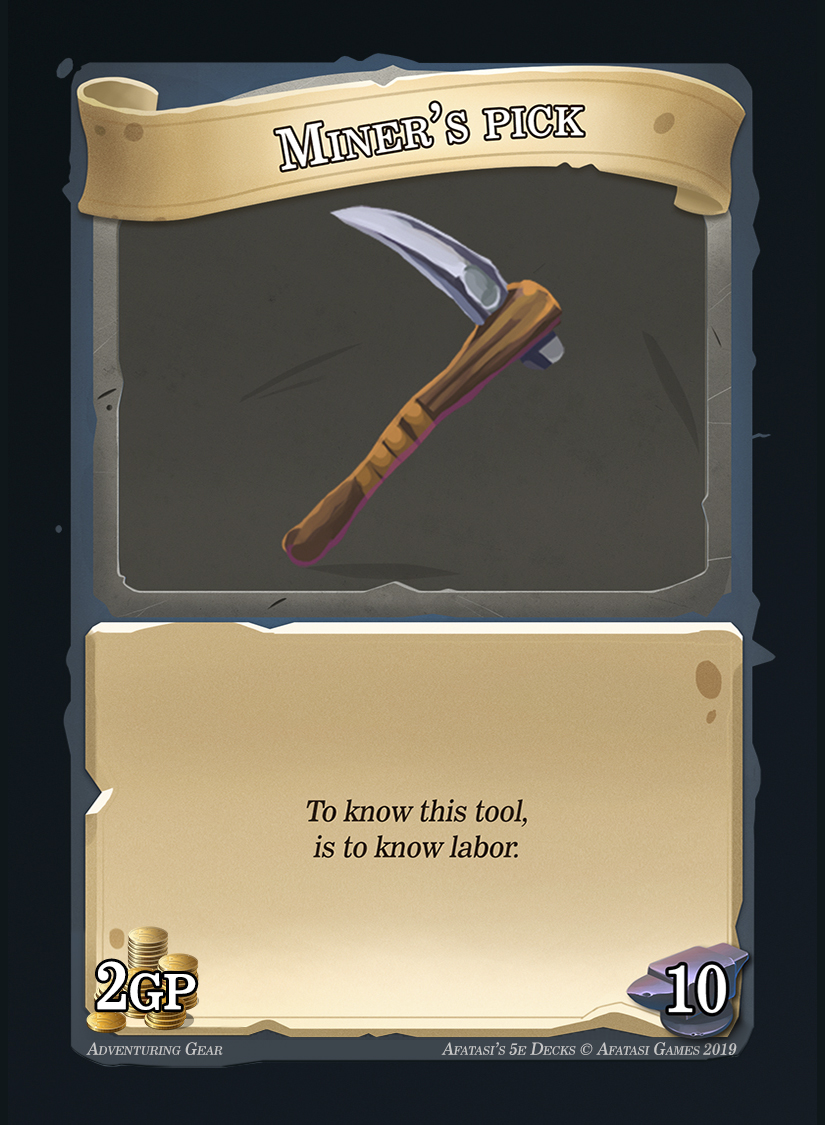 Miner's pick
To know this tool,
is to know labor.
2GP
10
Adventuring Gear
Afatasi's 5e Decks © Afatasi Games 2019